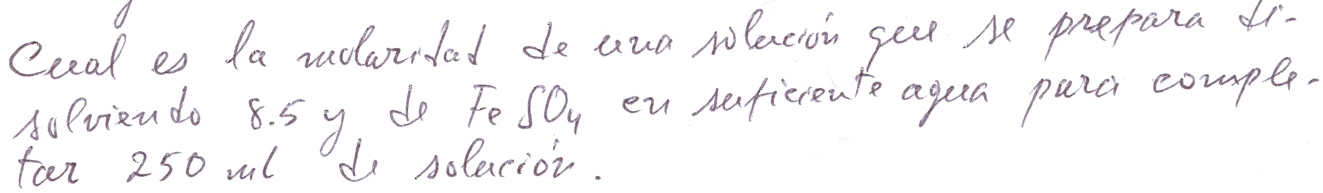 Cual es la molaridad de una solución que se prepara di-
solviendo 8.5 g de FeSO4 en suficiente agua para comple-
tar 250 ml de solución.